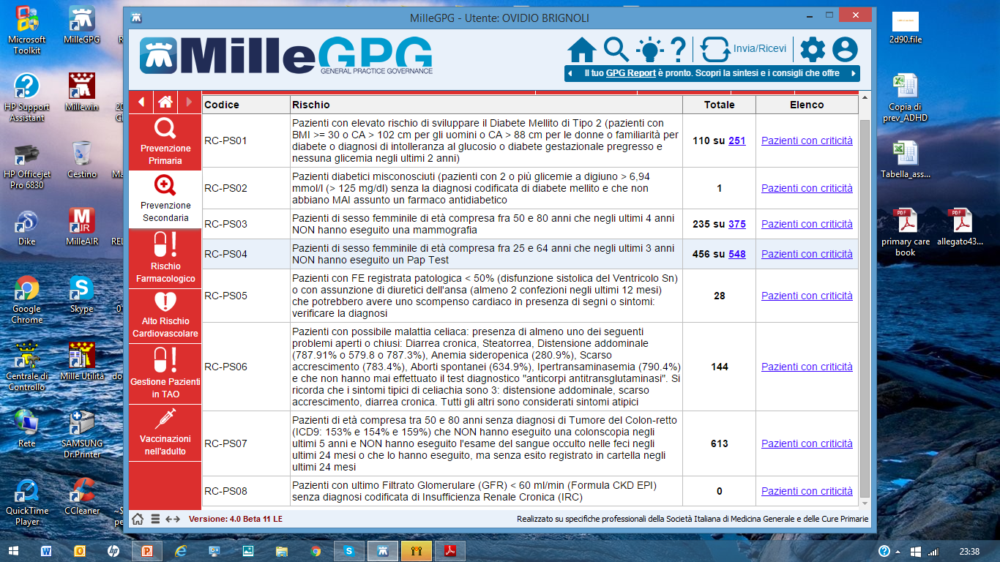 MilleGPG - Utente: OVIDIO BRIGNOLI
Microsoft
Toolkit
MilleGPG
HP Support
Assistant
Millewin
HP Officejet
Pro 6830
Cestino
Dike
MilleAIR
Google
Chrome
Skype
Centrale di
Controllo
Mille Utilità
Rete
SAMSUNG
Dr.Printer
QuickTime
Player
CCleaner
MilleGPG
GENERAL PRACTICE GOVERNANCE
Invia/Ricevi
Il tuo GPG Report è pronto. Scopri la sintesi e i consigli che offre
Prevenzione
Primaria
Prevenzione
Secondaria
Rischio
Farmacologico
Alto Rischio
Cardiovascolare
Gestione Pazienti
in TAO
Vaccinazioni
nell'adulto
Codice Rischio Totale Elenco
RC-PS01
Pazienti con elevato rischio di sviluppare il Diabete Mellito di Tipo 2 (pazienti con
BMI >= 30 o CA > 102 cm per gli uomini o CA > 88 cm per le donne o familiarità per
diabete o diagnosi di intolleranza al glucosio o diabete gestazionale pregresso e
nessuna glicemia negli ultimi 2 anni)
110 su 251
Pazienti con criticità
RC-PS02
Pazienti diabetici misconosciuti (pazienti con 2 o più glicemie a digiuno > 6,94
mmol/l (> 125 mg/dl) senza la diagnosi codificata di diabete mellito e che non
abbiano MAI assunto un farmaco antidiabetico
1
Pazienti con criticità
RC-PS03
Pazienti di sesso femminile di età compresa fra 50 e 80 anni che negli ultimi 4 anni
NON hanno eseguito una mammografia
235 su 375
Pazienti con criticità
RC-PS04
Pazienti di sesso femminile di età compresa fra 25 e 64 anni che negli ultimi 3 anni
NON hanno eseguito un Pap Test
456 su 548
Pazienti con criticità
RC-PS05
Pazienti con FE registrata patologica < 50% (disfunzione sistolica del Ventricolo Sn)
o con assunzione di diuretici dell'ansa (almeno 2 confezioni negli ultimi 12 mesi)
che potrebbero avere uno scompenso cardiaco in presenza di segni o sintomi:
verificare la diagnosi
28
Pazienti con criticità
RC-PS06
Pazienti con possibile malattia celiaca: presenza di almeno uno dei seguenti
problemi aperti o chiusi: Diarrea cronica, Steatorrea, Distensione addominale
(787.91% o 579.8 o 787.3%), Anemia sideropenica (280.9%), Scarso
accrescimento (783.4%), Aborti spontanei (634.9%), Ipertransaminasemia (790.4%)
e che non hanno mai effettuato il test diagnostico "anticorpi antitransglutaminasi". Si
ricorda che i sintomi tipici di celiachia sono 3: distensione addominale, scarso
accrescimento, diarrea cronica. Tutti gli altri sono considerati sintomi atipici
144
Pazienti con criticità
RC-PS07
Pazienti di età compresa tra 50 e 80 anni senza diagnosi di Tumore del Colon-retto
(ICD9: 153% e 154% e 159%) che NON hanno eseguito una colonscopia negli
ultimi 5 anni e NON hanno eseguito l'esame del sangue occulto nelle feci negli
ultimi 24 mesi o che lo hanno eseguito, ma senza esito registrato in cartella negli
ultimi 24 mesi
613
Pazienti con criticità
RC-PS08
Pazienti con ultimo Filtrato Glomerulare (GFR) < 60 ml/min (Formula CKD EPI)
senza diagnosi codificata di Insufficienza Renale Cronica (IRC)
0
Pazienti con criticità
Versione: 4.0 Beta 11 LE
Realizzato su specifiche professionali della Società Italiana di Medicina Generale e delle Cure Primarie
2d90.file
Copia di
prev_ADHD
Tabella_ass...
primary care
book
allegato43...
23:38